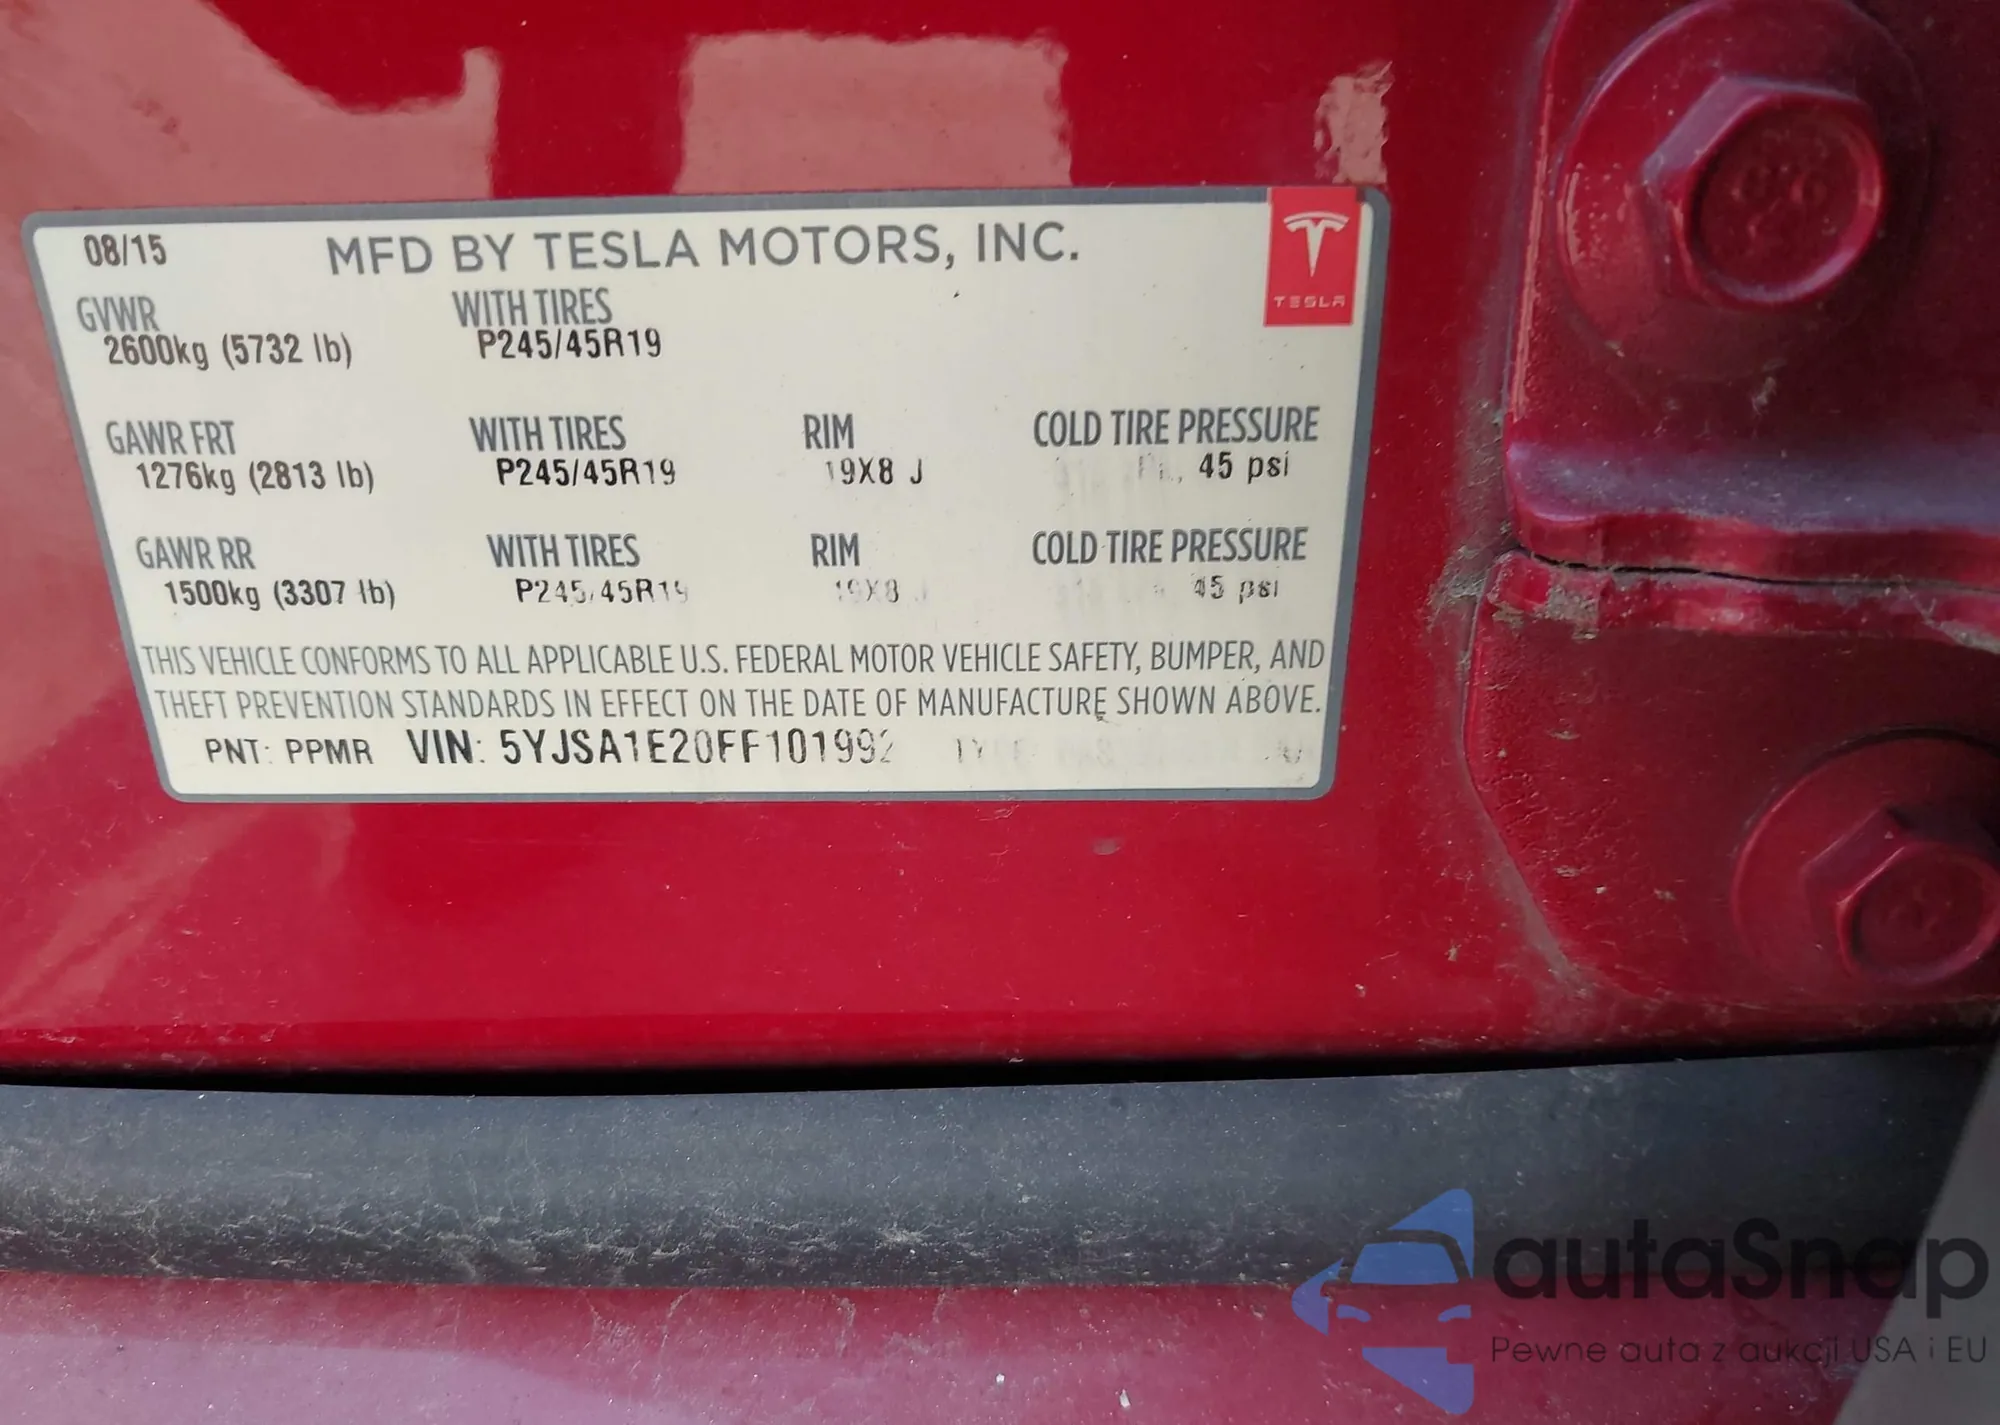 08/15 MFD BY TESLA MOTORS, INC.
TESLA
GVWR WITH TIRES
2600kg (5732 lb) P245/45R19
GAWR FRT WITH TIRES RIM COLD TIRE PRESSURE
1276kg (2813 lb) P245/45R19 19X8 J 45 psi
GAWR RR WITH TIRES RIM COLD TIRE PRESSURE
1500kg (3307 lb) P245/45R19 19X8 J 45 psi
THIS VEHICLE CONFORMS TO ALL APPLICABLE U.S. FEDERAL MOTOR VEHICLE SAFETY, BUMPER, AND
THEFT PREVENTION STANDARDS IN EFFECT ON THE DATE OF MANUFACTURE SHOWN ABOVE.
PNT: PPMR VIN: 5YJSA1E20FF101992
autaSnap
Pewne auta z aukcji USA i EU